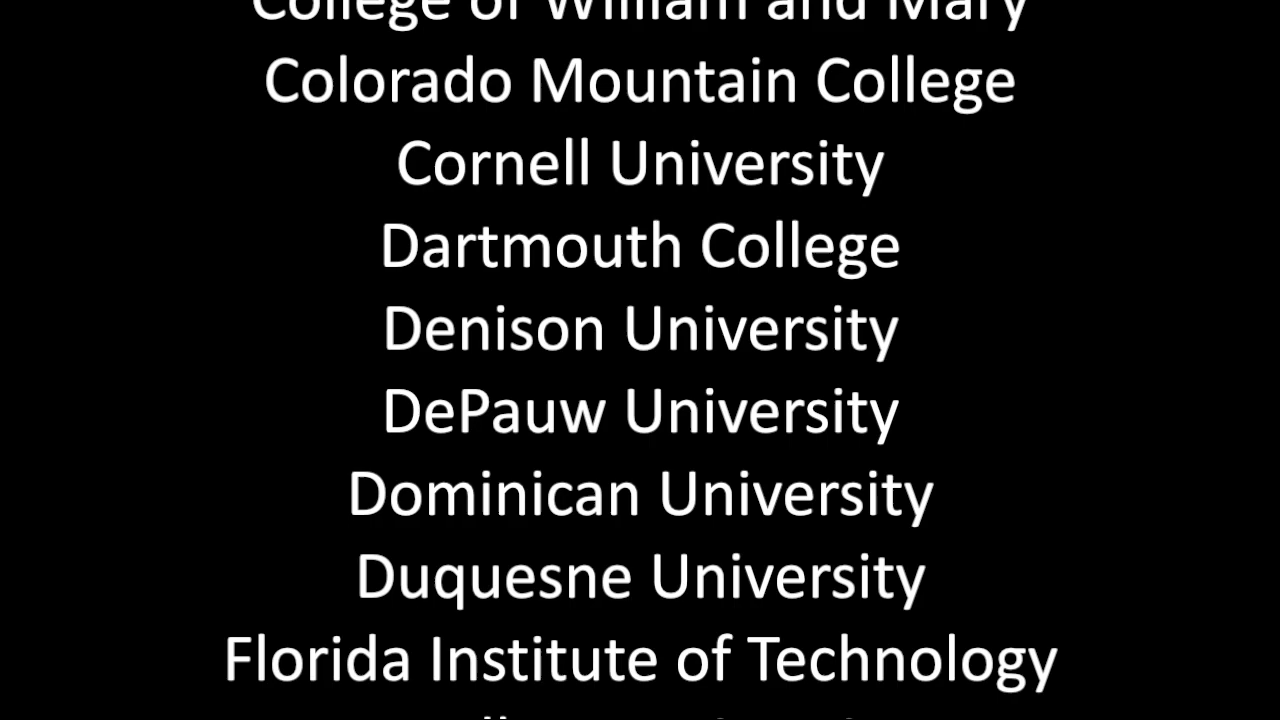 College of William and Mary
Colorado Mountain College
Cornell University
Dartmouth College
Denison University
DePauw University
Dominican University
Duquesne University
Florida Institute of Technology